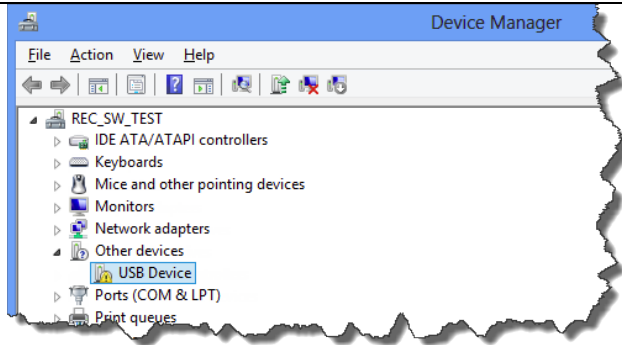 Device Manager
File Action View Help
REC_SW_TEST
IDE ATA/ATAPI controllers
Keyboards
Mice and other pointing devices
Monitors
Network adapters
Other devices
USB Device
Ports (COM & LPT)
Print queues